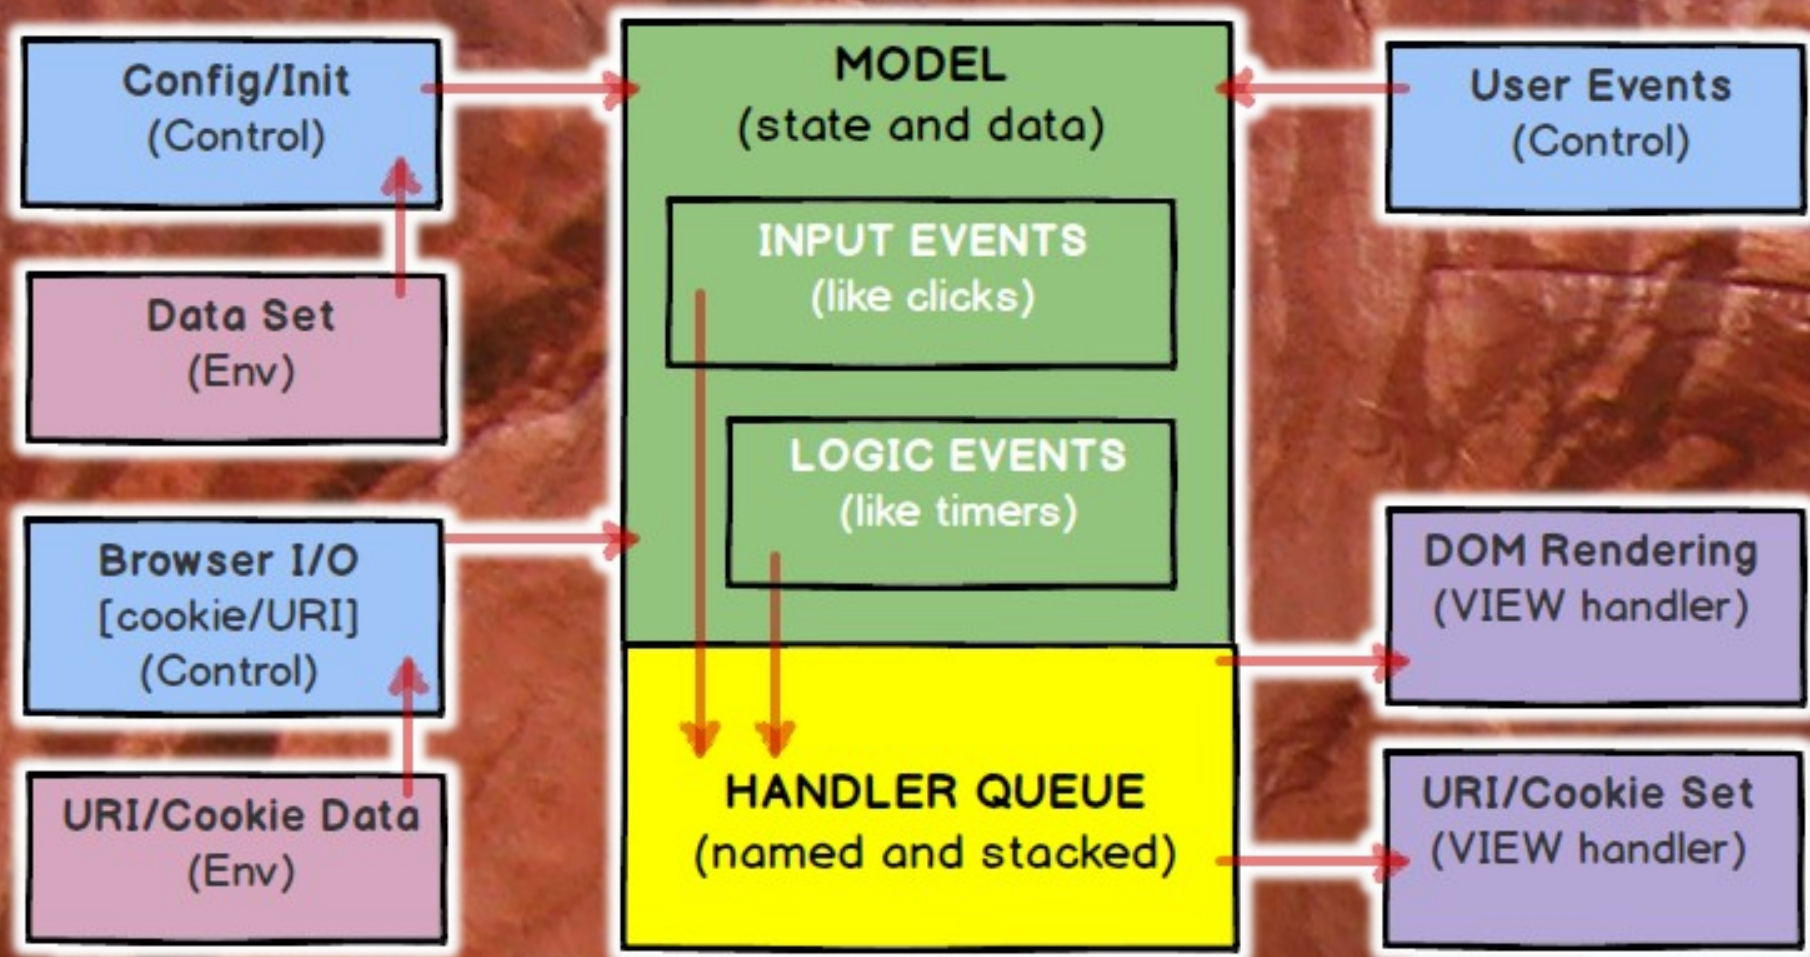 Config/Init
(Control)
Data Set
(Env)
Browser I/O
[cookie/URI]
(Control)
URI/Cookie Data
(Env)
MODEL
(state and data)
INPUT EVENTS
(like clicks)
LOGIC EVENTS
(like timers)
HANDLER QUEUE
(named and stacked)
User Events
(Control)
DOM Rendering
(VIEW handler)
URI/Cookie Set
(VIEW handler)